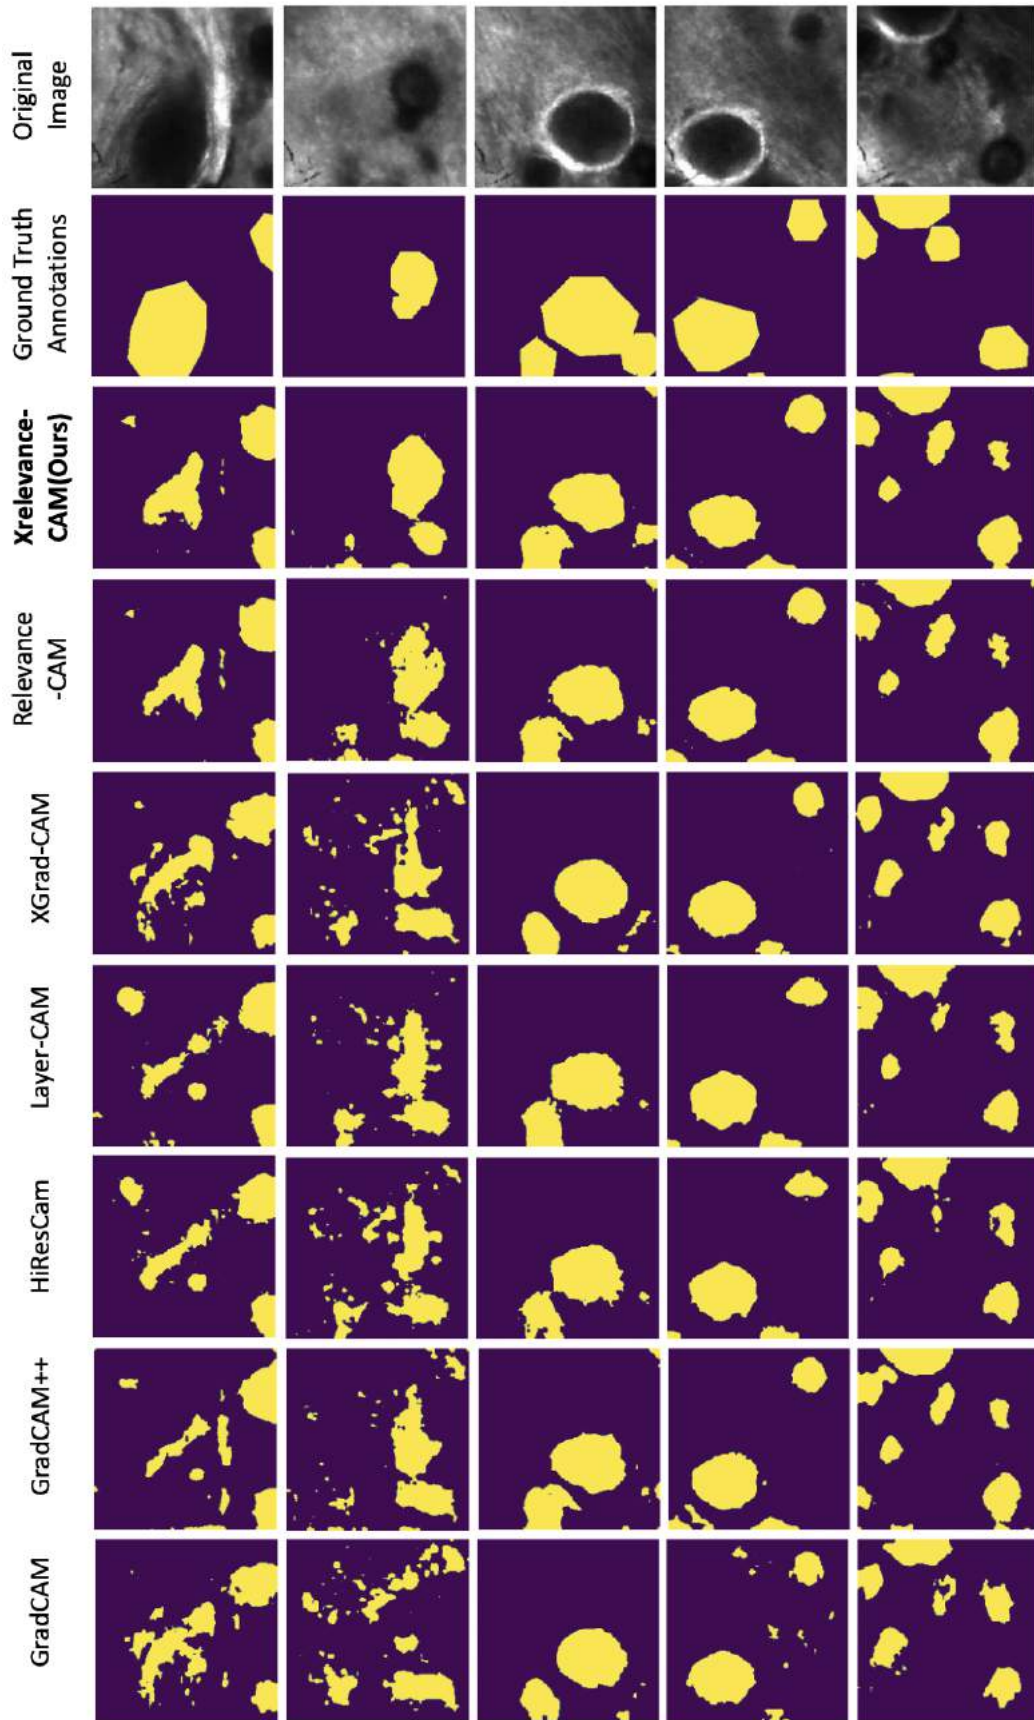 Original
Image
Ground Truth
Annotations
Xrelevance-
CAM(Ours)
Relevance
-CAM
XGrad-CAM
Layer-CAM
HiResCam
GradCAM++
GradCAM